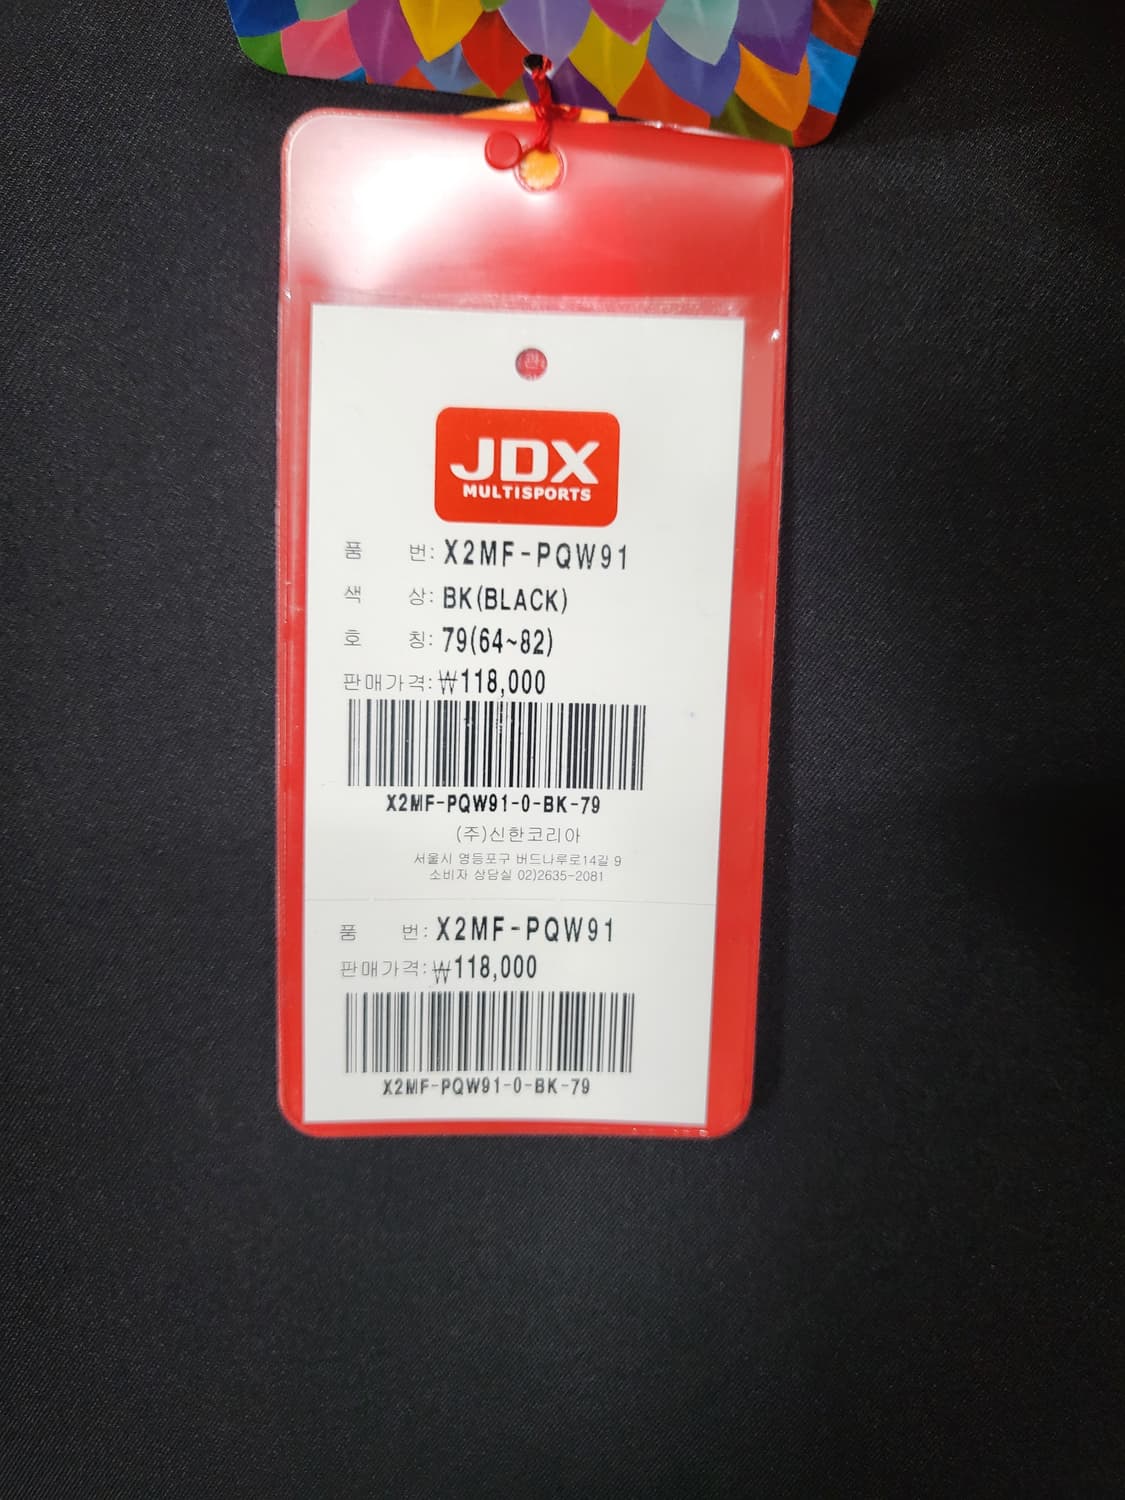 JDX
MULTISPORTS
품 번: X2MF-PQW91
색 상: BK(BLACK)
호 칭: 79(64~82)
판매가격: ₩118,000
X2MF-PQW91-0-BK-79
(주)신한코리아
서울시 영등포구 버드나루로14길 9
소비자 상담실 02)2635-2081
품 번: X2MF-PQW91
판매가격: ₩118,000
X2MF-PQW91-0-BK-79